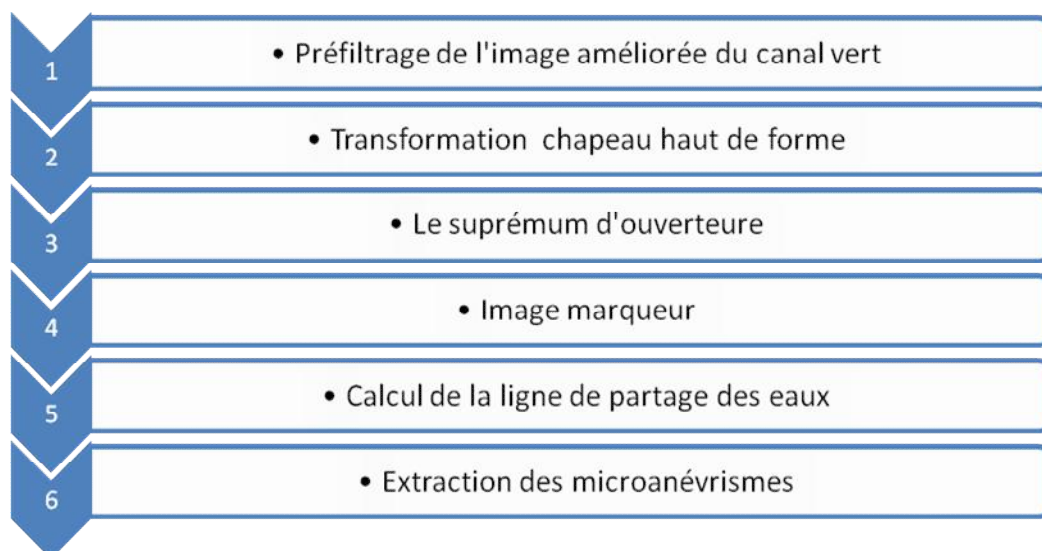 1 • Préfiltrage de l'image améliorée du canal vert
2 • Transformation chapeau haut de forme
3 • Le suprémum d'ouverteure
4 • Image marqueur
5 • Calcul de la ligne de partage des eaux
6 • Extraction des microanévrismes